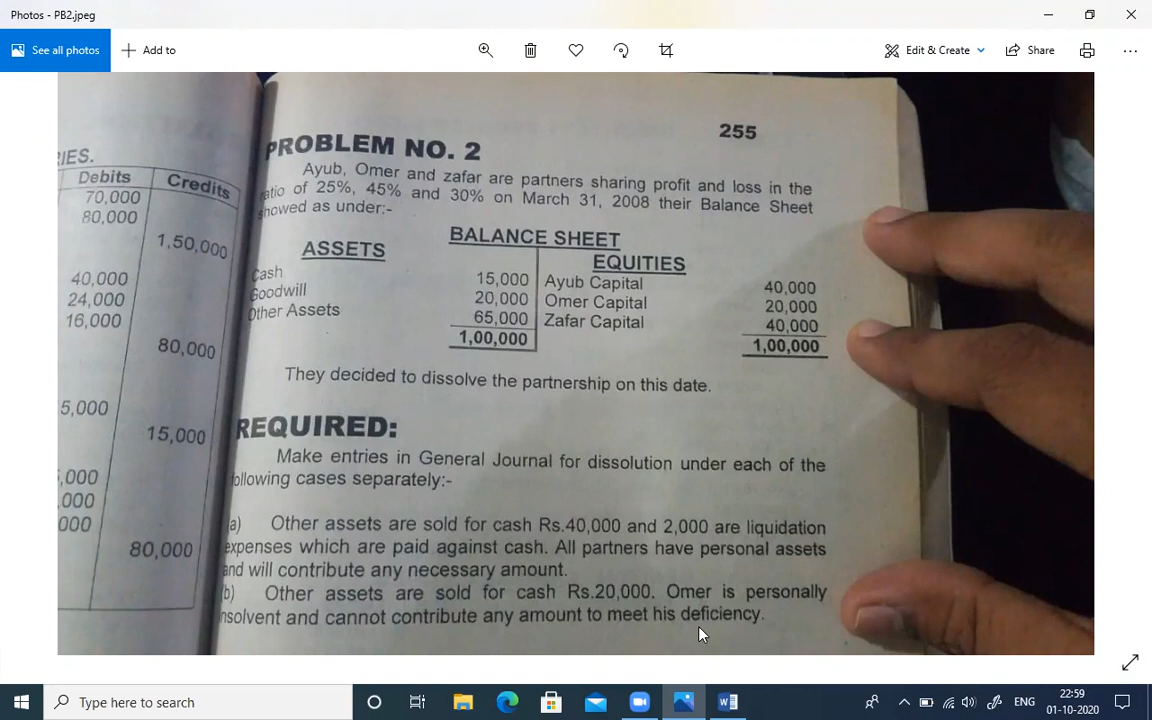 Photos - PB2.jpeg
See all photos
Add to
Edit & Create
Share
255
PROBLEM NO. 2
Ayub, Omer and zafar are partners sharing profit and loss in the
ratio of 25%, 45% and 30% on March 31, 2008 their Balance Sheet
showed as under:-
BALANCE SHEET
ASSETS
EQUITIES
Cash 15,000 Ayub Capital 40,000
Goodwill 20,000 Omer Capital 20,000
Other Assets 65,000 Zafar Capital 40,000
1,00,000 1,00,000
They decided to dissolve the partnership on this date.
REQUIRED:
Make entries in General Journal for dissolution under each of the
following cases separately:-
a) Other assets are sold for cash Rs.40,000 and 2,000 are liquidation
expenses which are paid against cash. All partners have personal assets
and will contribute any necessary amount.
b) Other assets are sold for cash Rs.20,000. Omer is personally
nsolvent and cannot contribute any amount to meet his deficiency.
RIES.
Debits Credits
70,000
80,000
1,50,000
40,000
24,000
16,000
80,000
5,000
15,000
,000
,000
000
80,000
Type here to search
ENG
22:59
01-10-2020